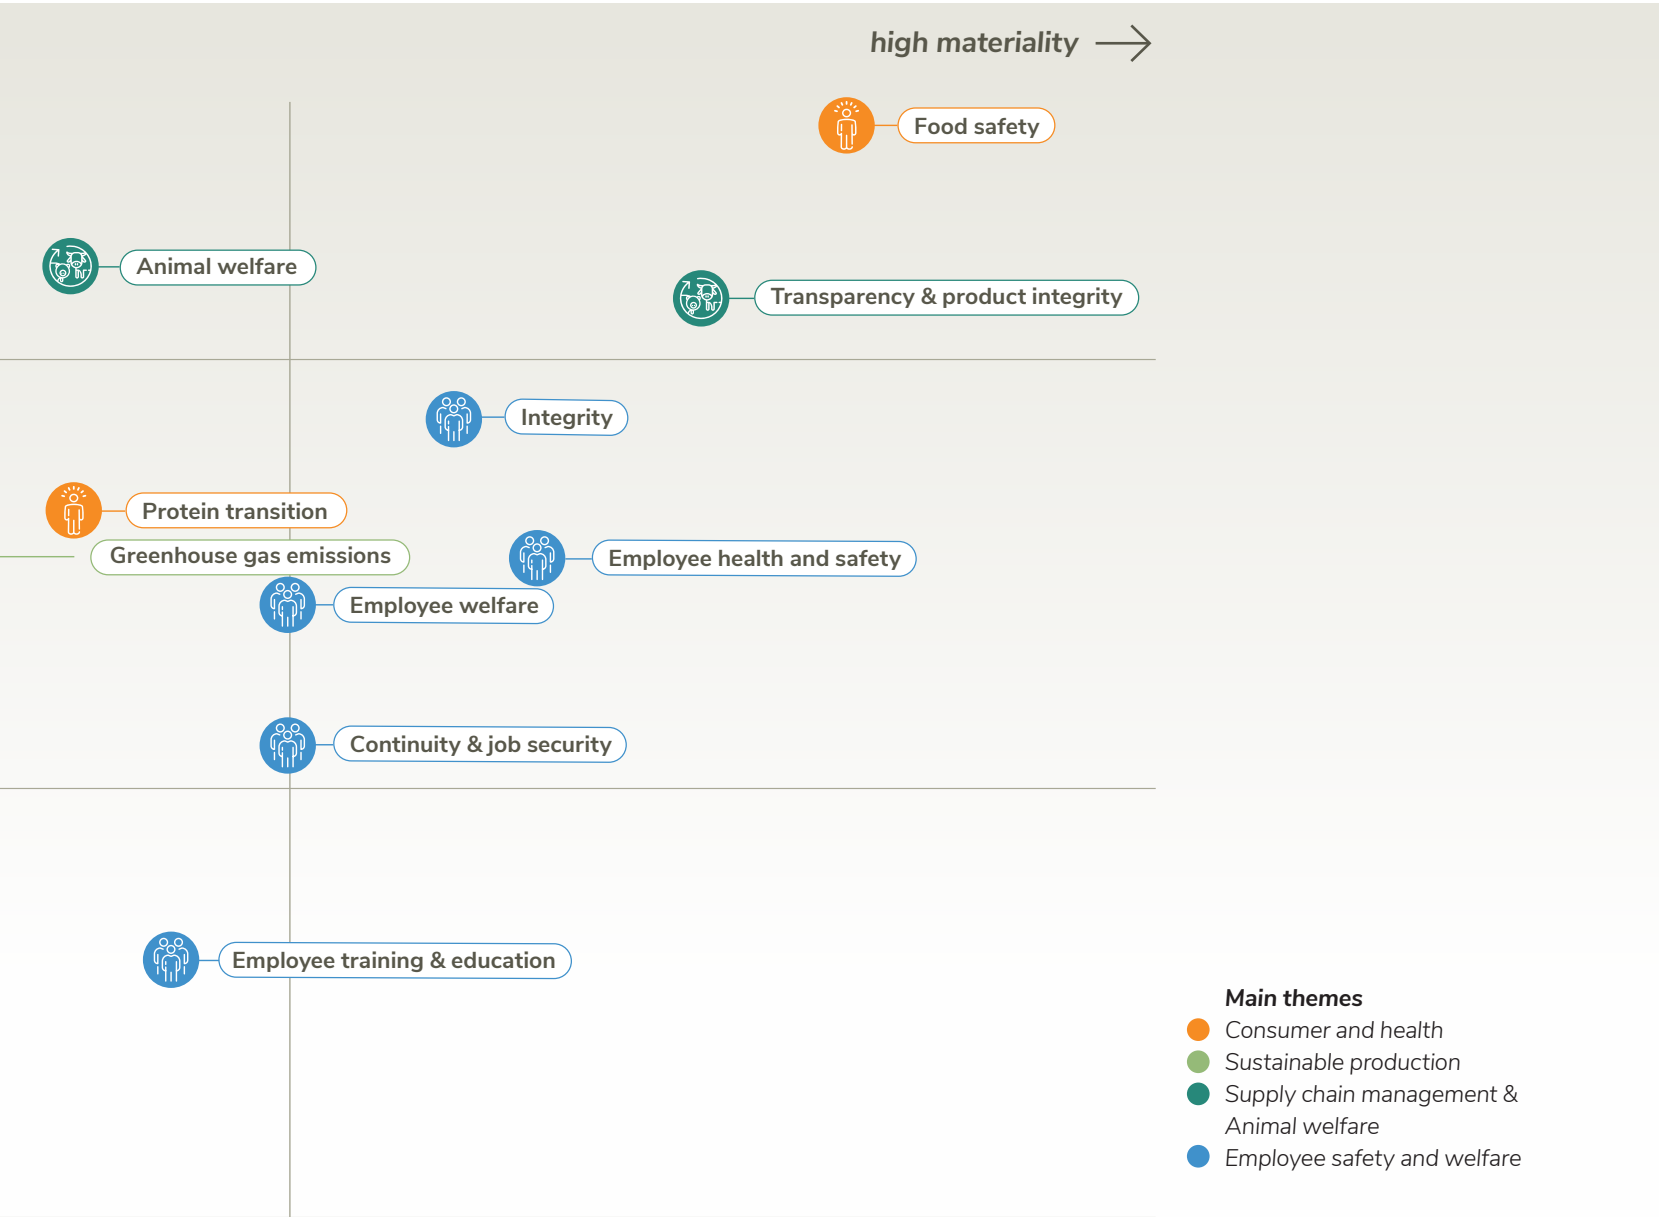 high materiality
Food safety
Animal welfare
Transparency & product integrity
Integrity
Protein transition
Greenhouse gas emissions
Employee health and safety
Employee welfare
Continuity & job security
Employee training & education
Main themes
Consumer and health
Sustainable production
Supply chain management &
Animal welfare
Employee safety and welfare